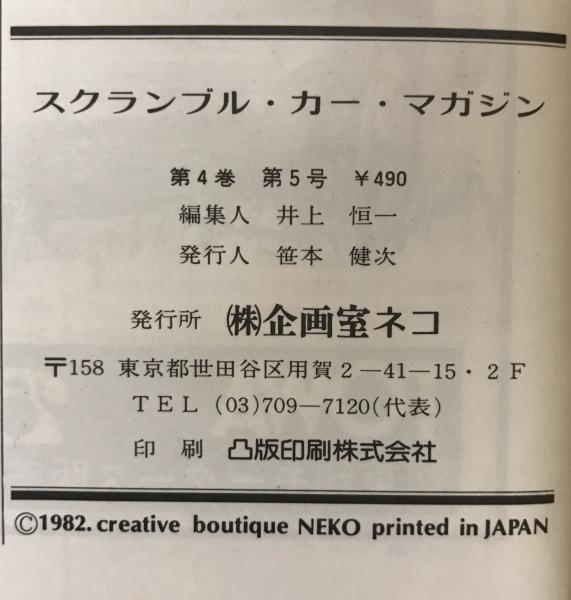 スクランブル・カー・マガジン
第4巻 第5号 ￥490
編集人 井上 恒一
発行人 笹本 健次
発行所 ㈱企画室ネコ
〒158 東京都世田谷区用賀2―41―15・2F
TEL (03)709―7120(代表)
印 刷 凸版印刷株式会社
©1982. creative boutique NEKO printed in JAPAN